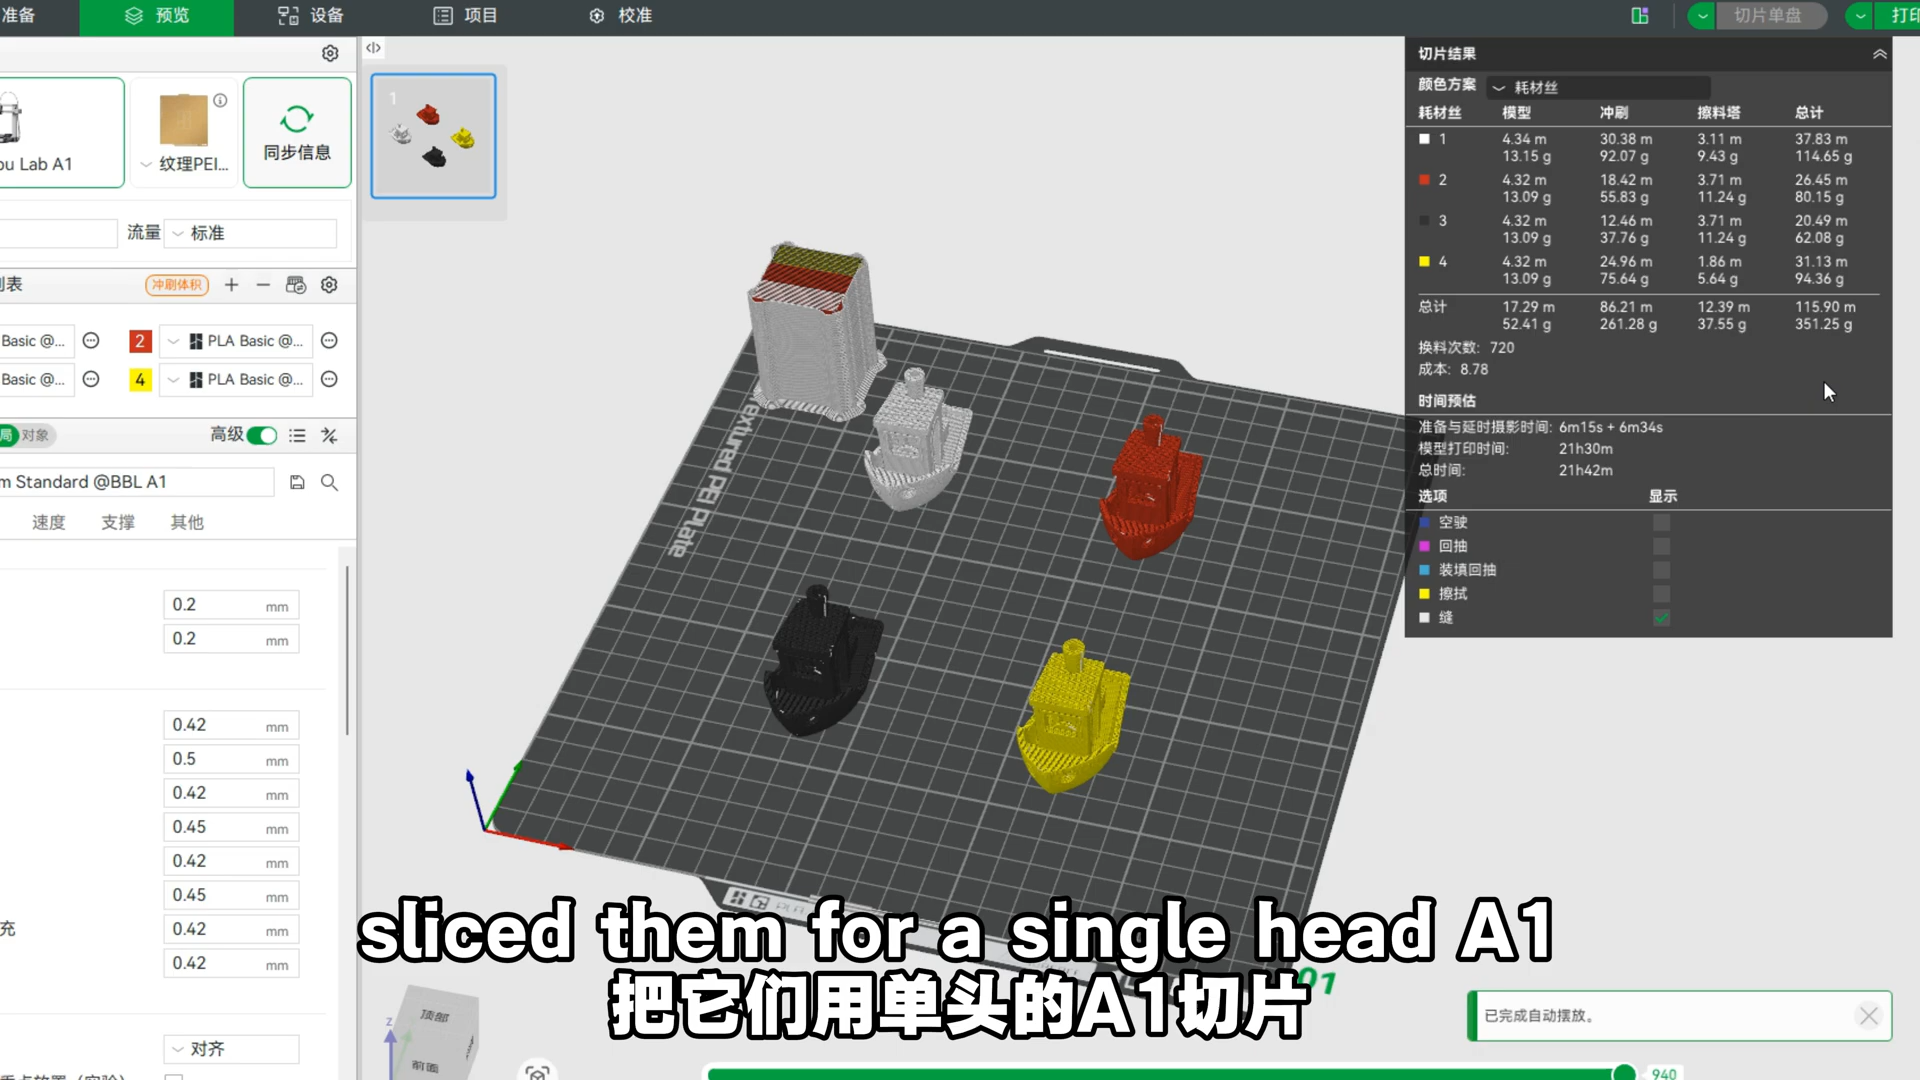 准备
预览
设备
项目
校准
切片单盘
打印
bu Lab A1
纹理PEI...
同步信息
流量
标准
列表
冲刷体积
Basic @...
2
PLA Basic @...
Basic @...
4
PLA Basic @...
局
对象
高级
m Standard @BBL A1
速度
支撑
其他
0.2 mm
0.2 mm
0.42 mm
0.5 mm
0.42 mm
0.45 mm
0.42 mm
0.45 mm
充
0.42 mm
0.42 mm
对齐
1
Textured PEI Plate
01
顶部
前面
z
切片结果
颜色方案
耗材丝
耗材丝 模型 冲刷 擦料塔 总计
1 4.34 m 30.38 m 3.11 m 37.83 m
13.15 g 92.07 g 9.43 g 114.65 g
2 4.32 m 18.42 m 3.71 m 26.45 m
13.09 g 55.83 g 11.24 g 80.15 g
3 4.32 m 12.46 m 3.71 m 20.49 m
13.09 g 37.76 g 11.24 g 62.08 g
4 4.32 m 24.96 m 1.86 m 31.13 m
13.09 g 75.64 g 5.64 g 94.36 g
总计 17.29 m 86.21 m 12.39 m 115.90 m
52.41 g 261.28 g 37.55 g 351.25 g
换料次数: 720
成本: 8.78
时间预估
准备与延时摄影时间: 6m15s + 6m34s
模型打印时间: 21h30m
总时间: 21h42m
选项 显示
空驶
回抽
装填回抽
擦拭
缝
sliced them for a single head A1
把它们用单头的A1切片
已完成自动摆放。
940